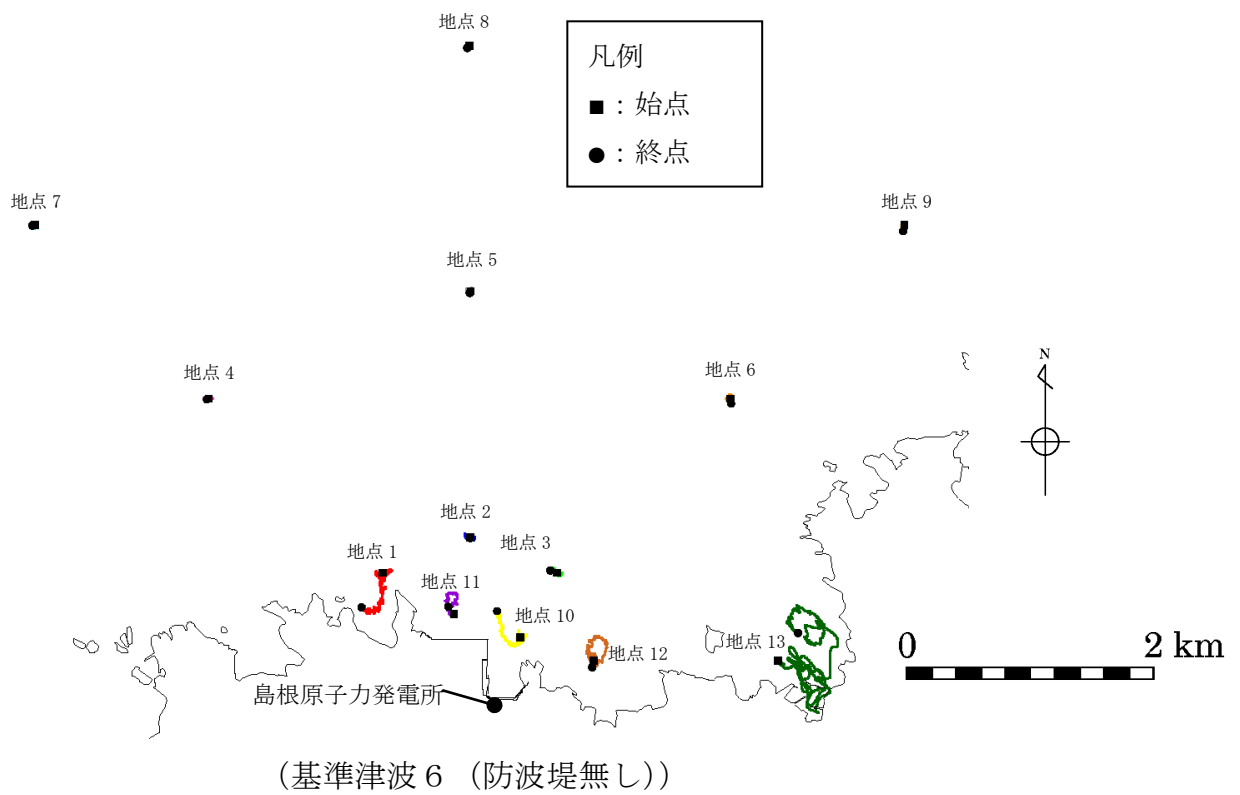 地点 8
凡例
■：始点
●：終点
地点 7
地点 9
地点 5
地点 4
地点 6
N
地点 2
地点 3
地点 1
地点 11
地点 10
地点 12
地点 13
0 2 km
島根原子力発電所
（基準津波６（防波堤無し））